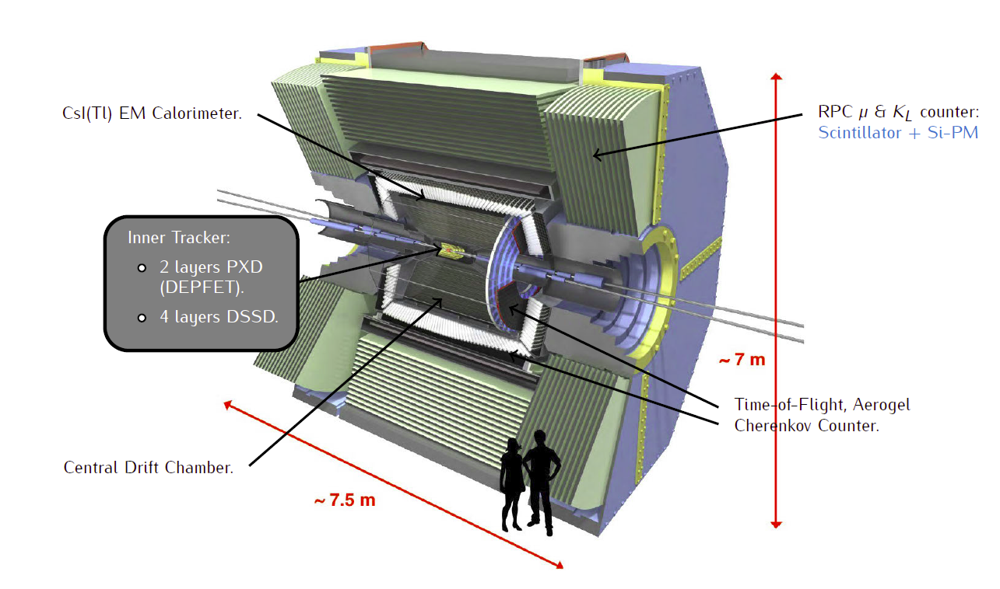 CsI(Tl) EM Calorimeter.
RPC μ & K_L counter:
Scintillator + Si-PM
Inner Tracker:
2 layers PXD
(DEPFET).
4 layers DSSD.
~ 7 m
Time-of-Flight, Aerogel
Cherenkov Counter.
Central Drift Chamber.
~ 7.5 m